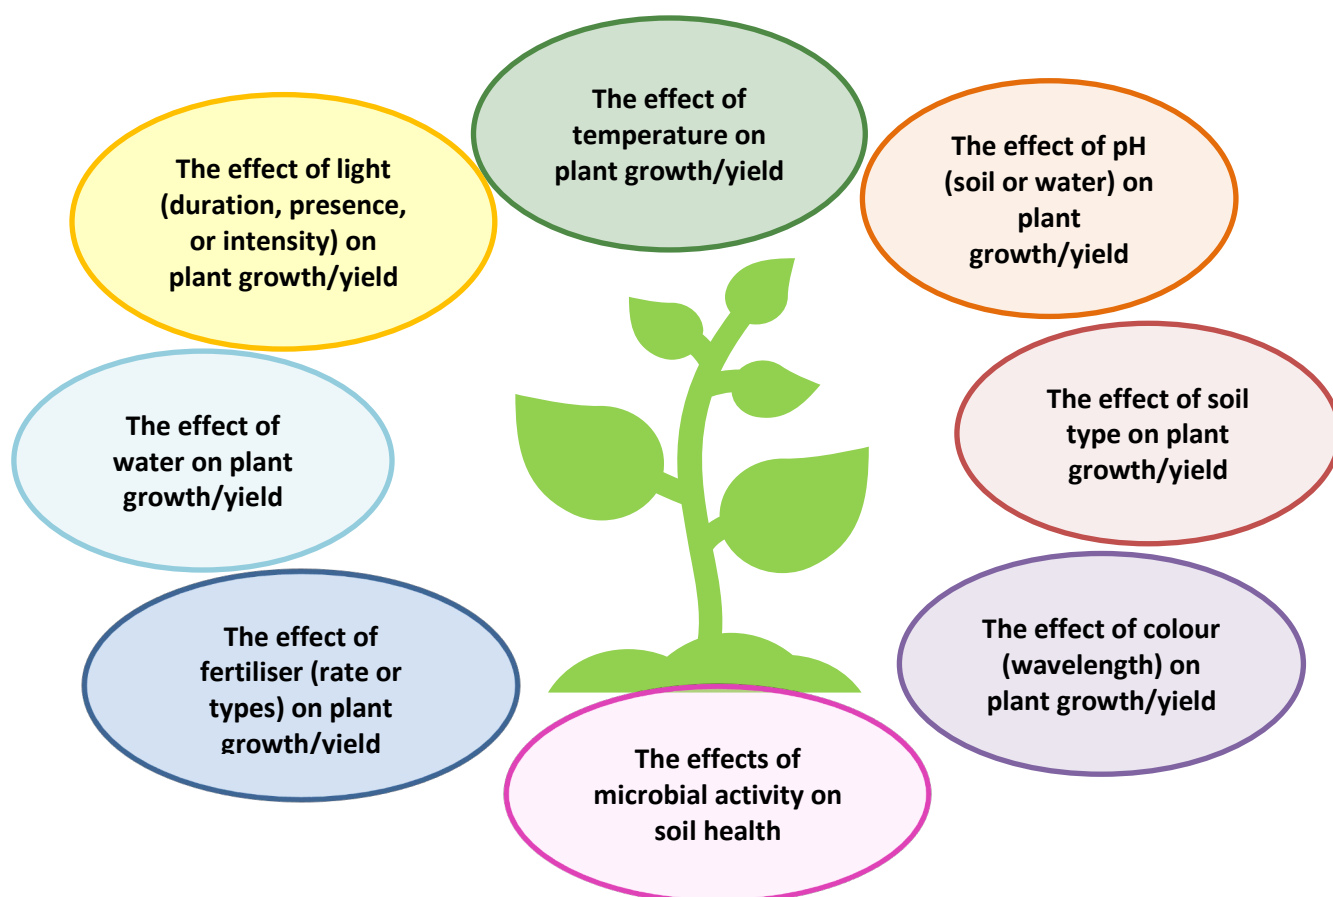 The effect of
temperature on
plant growth/yield
The effect of light
(duration, presence,
or intensity) on
plant growth/yield
The effect of pH
(soil or water) on
plant
growth/yield
The effect of
water on plant
growth/yield
The effect of soil
type on plant
growth/yield
The effect of
fertiliser (rate or
types) on plant
growth/yield
The effect of colour
(wavelength) on
plant growth/yield
The effects of
microbial activity on
soil health